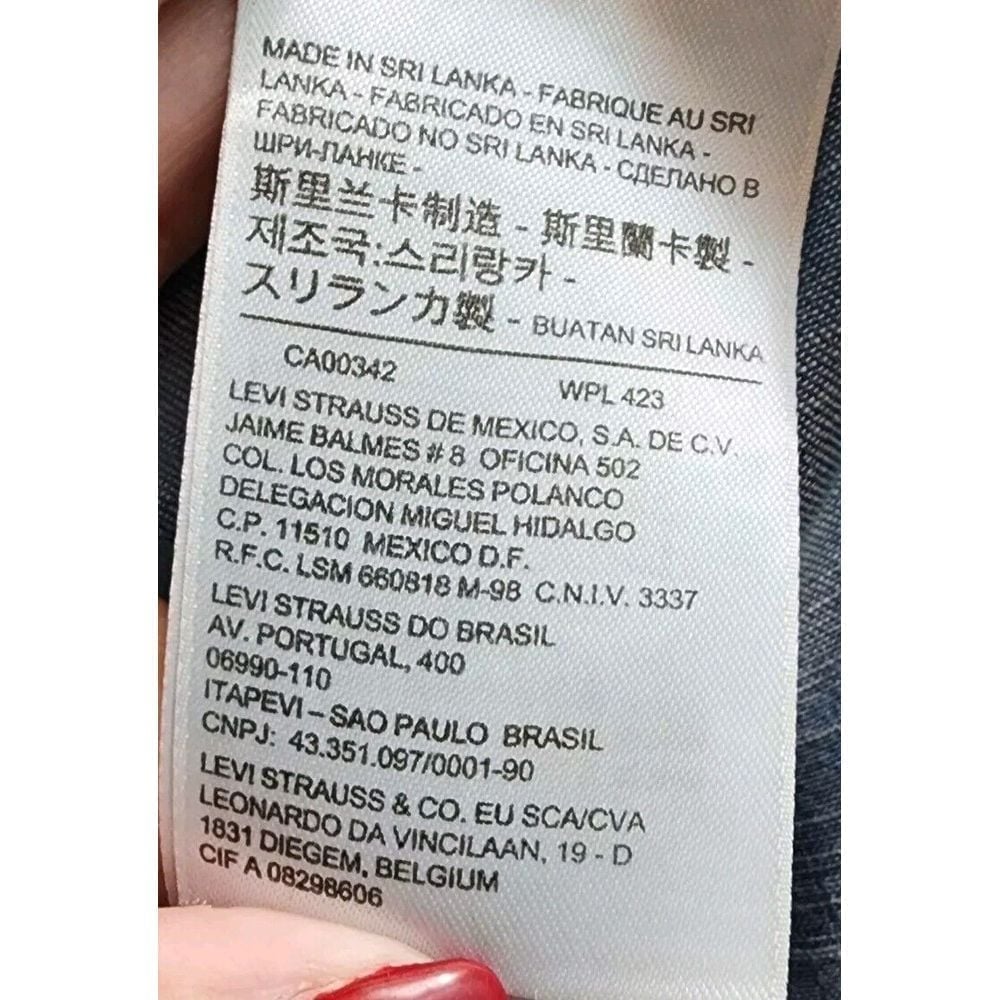 MADE IN SRI LANKA - FABRIQUE AU SRI
LANKA - FABRICADO EN SRI LANKA -
FABRICADO NO SRI LANKA - СДЕЛАНО В
ШРИ-ЛАНКЕ -
斯里兰卡制造 - 斯里蘭卡製 -
제조국:스리랑카 -
スリランカ製 - BUATAN SRI LANKA
CA00342 WPL 423
LEVI STRAUSS DE MEXICO, S.A. DE C.V.
JAIME BALMES # 8 OFICINA 502
COL. LOS MORALES POLANCO
DELEGACION MIGUEL HIDALGO
C.P. 11510 MEXICO D.F.
R.F.C. LSM 660818 M-98 C.N.I.V. 3337
LEVI STRAUSS DO BRASIL
AV. PORTUGAL, 400
06990-110
ITAPEVI – SAO PAULO BRASIL
CNPJ: 43.351.097/0001-90
LEVI STRAUSS & CO. EU SCA/CVA
LEONARDO DA VINCILAAN, 19 - D
1831 DIEGEM, BELGIUM
CIF A 08298606